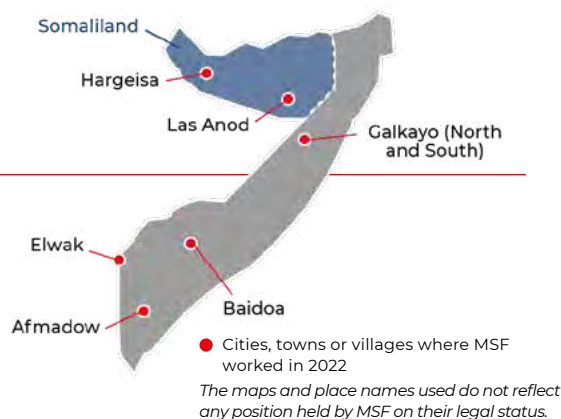 Somaliland
Hargeisa
Las Anod
Galkayo (North
and South)
Elwak
Baidoa
Afmadow
Cities, towns or villages where MSF
worked in 2022
The maps and place names used do not reflect
any position held by MSF on their legal status.